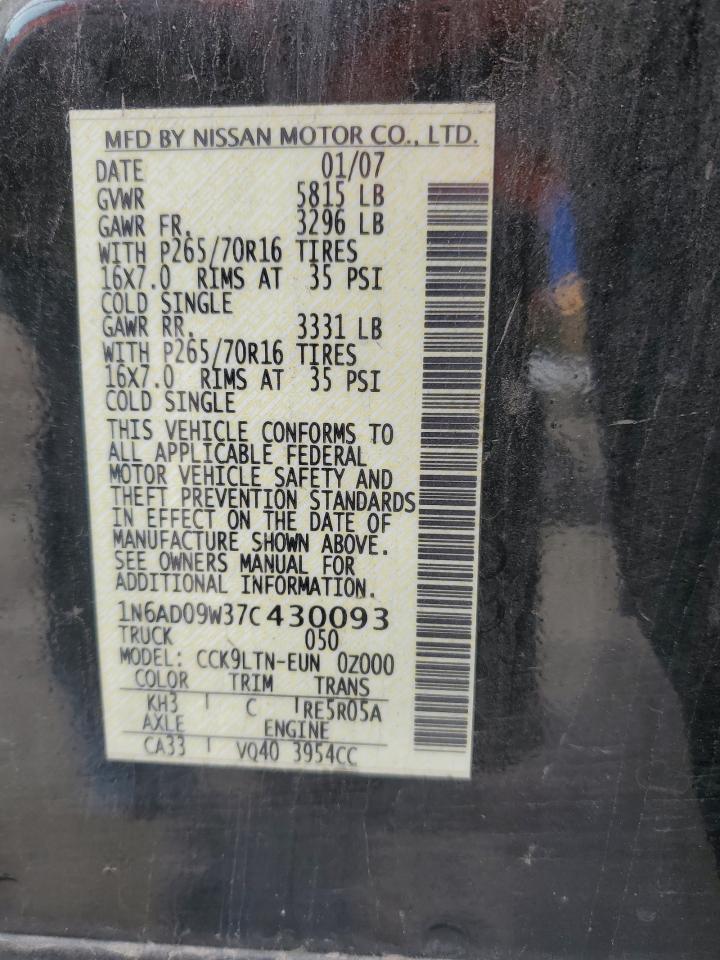 MFD BY NISSAN MOTOR CO., LTD.
DATE 01/07
GVWR 5815 LB
GAWR FR. 3296 LB
WITH P265/70R16 TIRES
16X7.0 RIMS AT 35 PSI
COLD SINGLE
GAWR RR. 3331 LB
WITH P265/70R16 TIRES
16X7.0 RIMS AT 35 PSI
COLD SINGLE
THIS VEHICLE CONFORMS TO
ALL APPLICABLE FEDERAL
MOTOR VEHICLE SAFETY AND
THEFT PREVENTION STANDARDS
IN EFFECT ON THE DATE OF
MANUFACTURE SHOWN ABOVE.
SEE OWNERS MANUAL FOR
ADDITIONAL INFORMATION.
1N6AD09W37C430093
TRUCK 050
MODEL: CCK9LTN-EUN 0Z000
COLOR TRIM TRANS
KH3 C RE5R05A
AXLE ENGINE
CA33 VQ40 3954CC